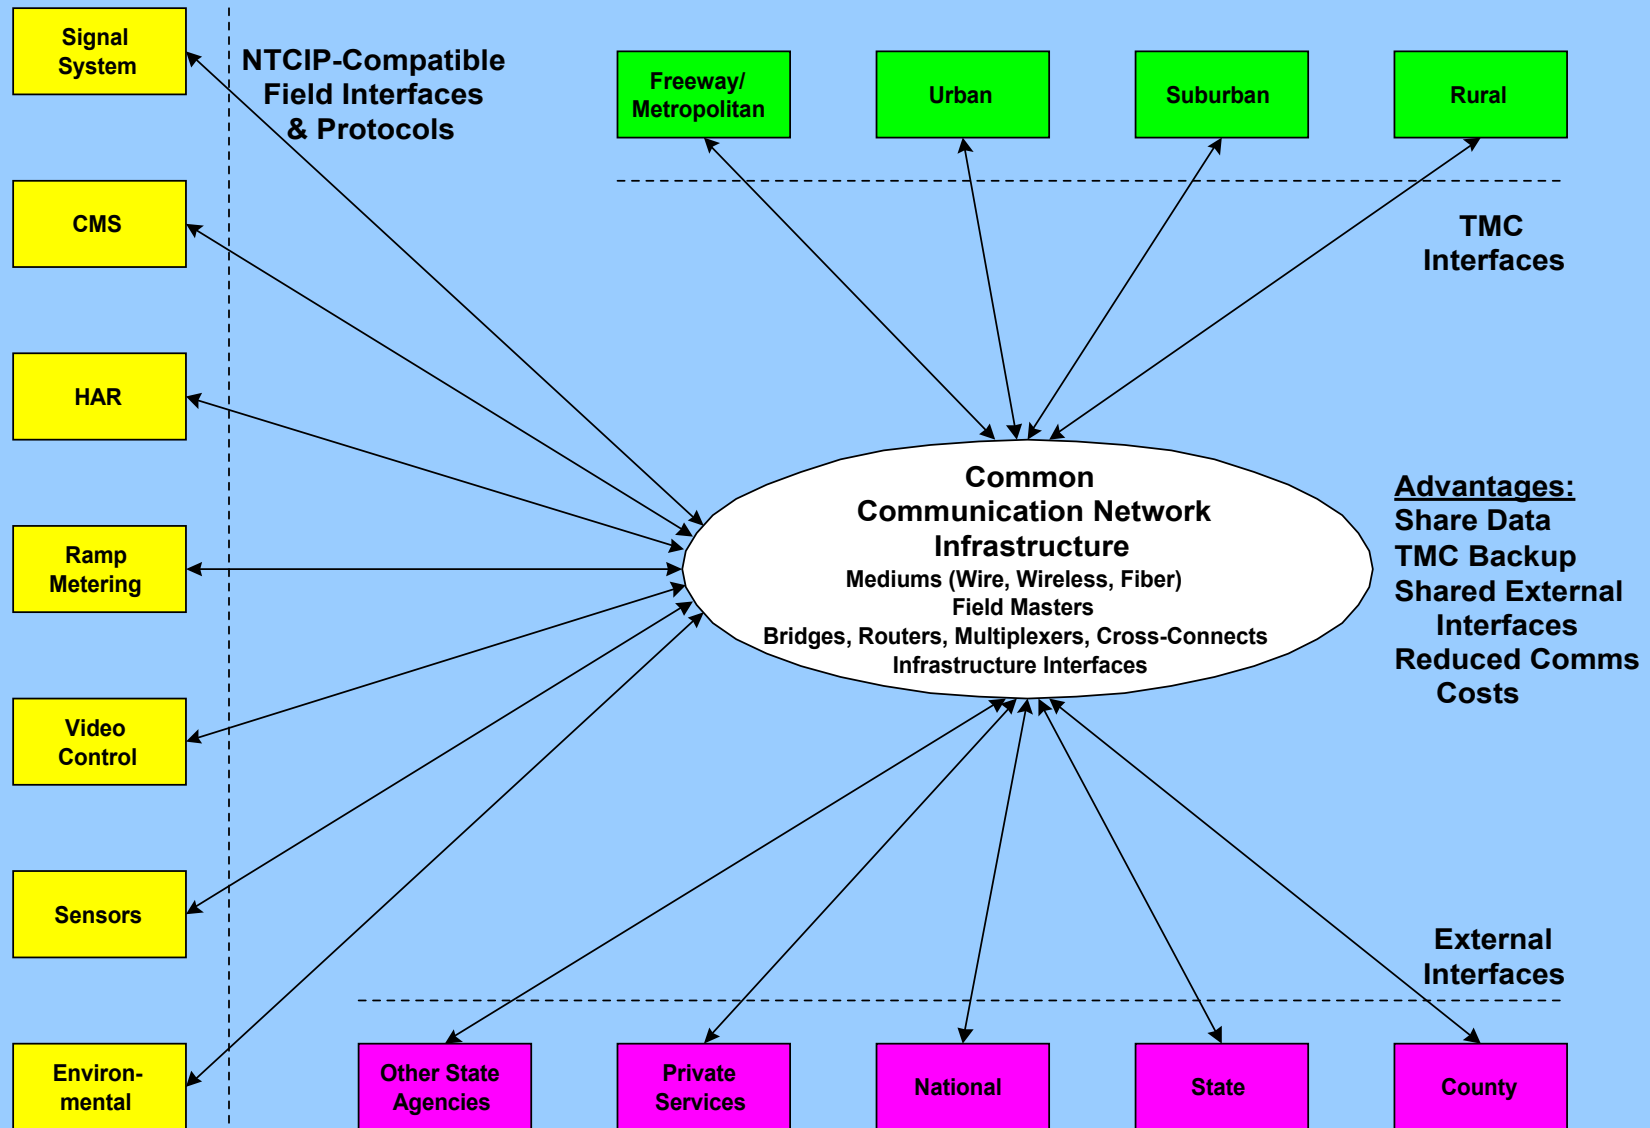 Signal
System
NTCIP-Compatible
Field Interfaces
& Protocols
Freeway/
Metropolitan
Urban
Suburban
Rural
CMS
TMC
Interfaces
HAR
Common
Communication Network
Infrastructure
Mediums (Wire, Wireless, Fiber)
Field Masters
Bridges, Routers, Multiplexers, Cross-Connects
Infrastructure Interfaces
Advantages:
Share Data
TMC Backup
Shared External
Interfaces
Reduced Comms
Costs
Ramp
Metering
Video
Control
Sensors
External
Interfaces
Environ-
mental
Other State
Agencies
Private
Services
National
State
County